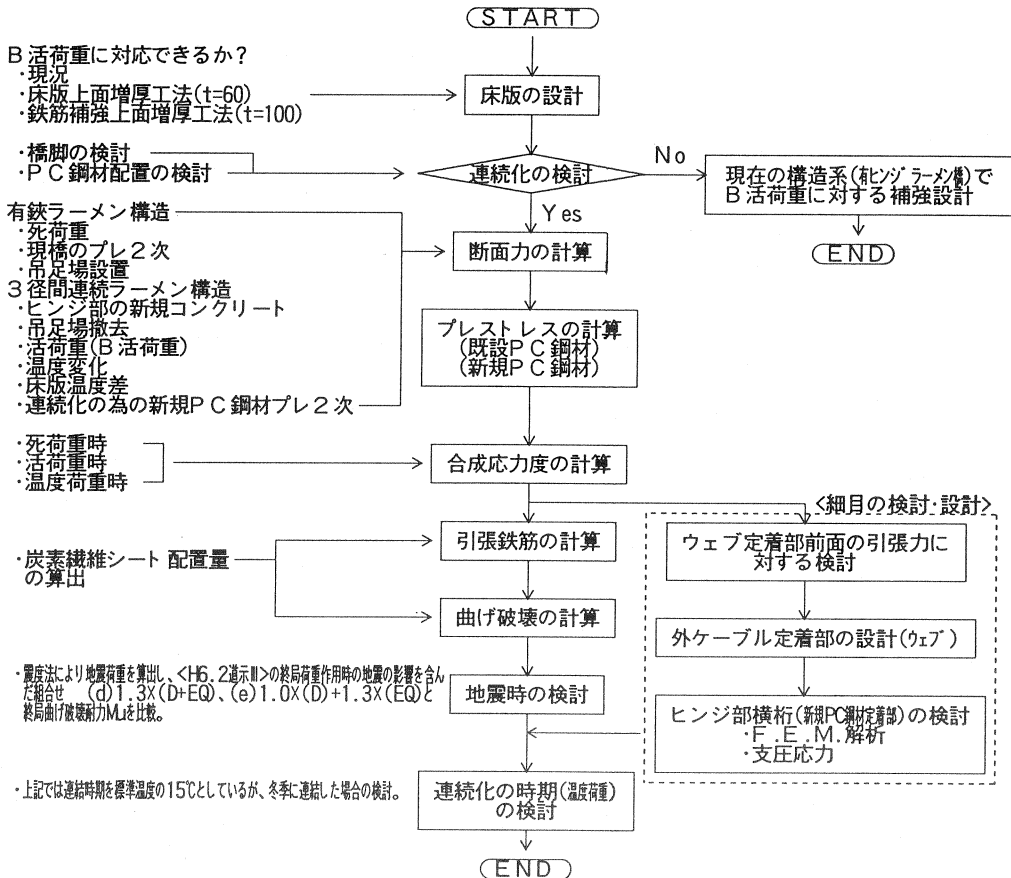 START
B活荷重に対応できるか？
・現況
・床版上面増厚工法(t=60)
・鉄筋補強上面増厚工法(t=100)
床版の設計
・橋脚の検討
・PC鋼材配置の検討
連続化の検討
No
現在の構造系(有ヒンジラーメン橋)で
B活荷重に対する補強設計
END
Yes
有鋏ラーメン構造
・死荷重
・現橋のプレ2次
・吊足場設置
3径間連続ラーメン構造
・ヒンジ部の新規コンクリート
・吊足場撤去
・活荷重(B活荷重)
・温度変化
・床版温度差
・連続化の為の新規PC鋼材プレ2次
断面力の計算
プレストレスの計算
(既設PC鋼材)
(新規PC鋼材)
・死荷重時
・活荷重時
・温度荷重時
合成応力度の計算
<細目の検討・設計>
・炭素繊維シート配置量
の算出
引張鉄筋の計算
曲げ破壊の計算
ウェブ定着部前面の引張力に
対する検討
外ケーブル定着部の設計(ウェブ)
ヒンジ部横桁(新規PC鋼材定着部)の検討
・F.E.M.解析
・支圧応力
・震度法により地震荷重を算出し、<H6.2道示Ⅲ>の終局荷重作用時の地震の影響を含ん
だ組合せ (d)1.3×(D+EQ)、(e)1.0×(D)+1.3×(EQ)と
終局曲げ破壊耐力Muを比較。
地震時の検討
・上記では連結時期を標準温度の15℃としているが、冬季に連結した場合の検討。
連続化の時期(温度荷重)
の検討
END